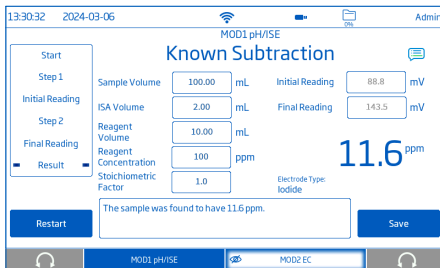 13:30:32 2024-03-06 0% Admin
MOD1 pH/ISE
Known Subtraction
Start
Step 1
Initial Reading
Step 2
Final Reading
Result
Sample Volume 100.00 mL
ISA Volume 2.00 mL
Reagent
Volume 10.00 mL
Reagent
Concentration 100 ppm
Stoichiometric
Factor 1.0
Initial Reading 88.8 mV
Final Reading 143.5 mV
11.6 ppm
Electrode Type:
Iodide
The sample was found to have 11.6 ppm.
Restart
Save
MOD1 pH/ISE MOD2 EC